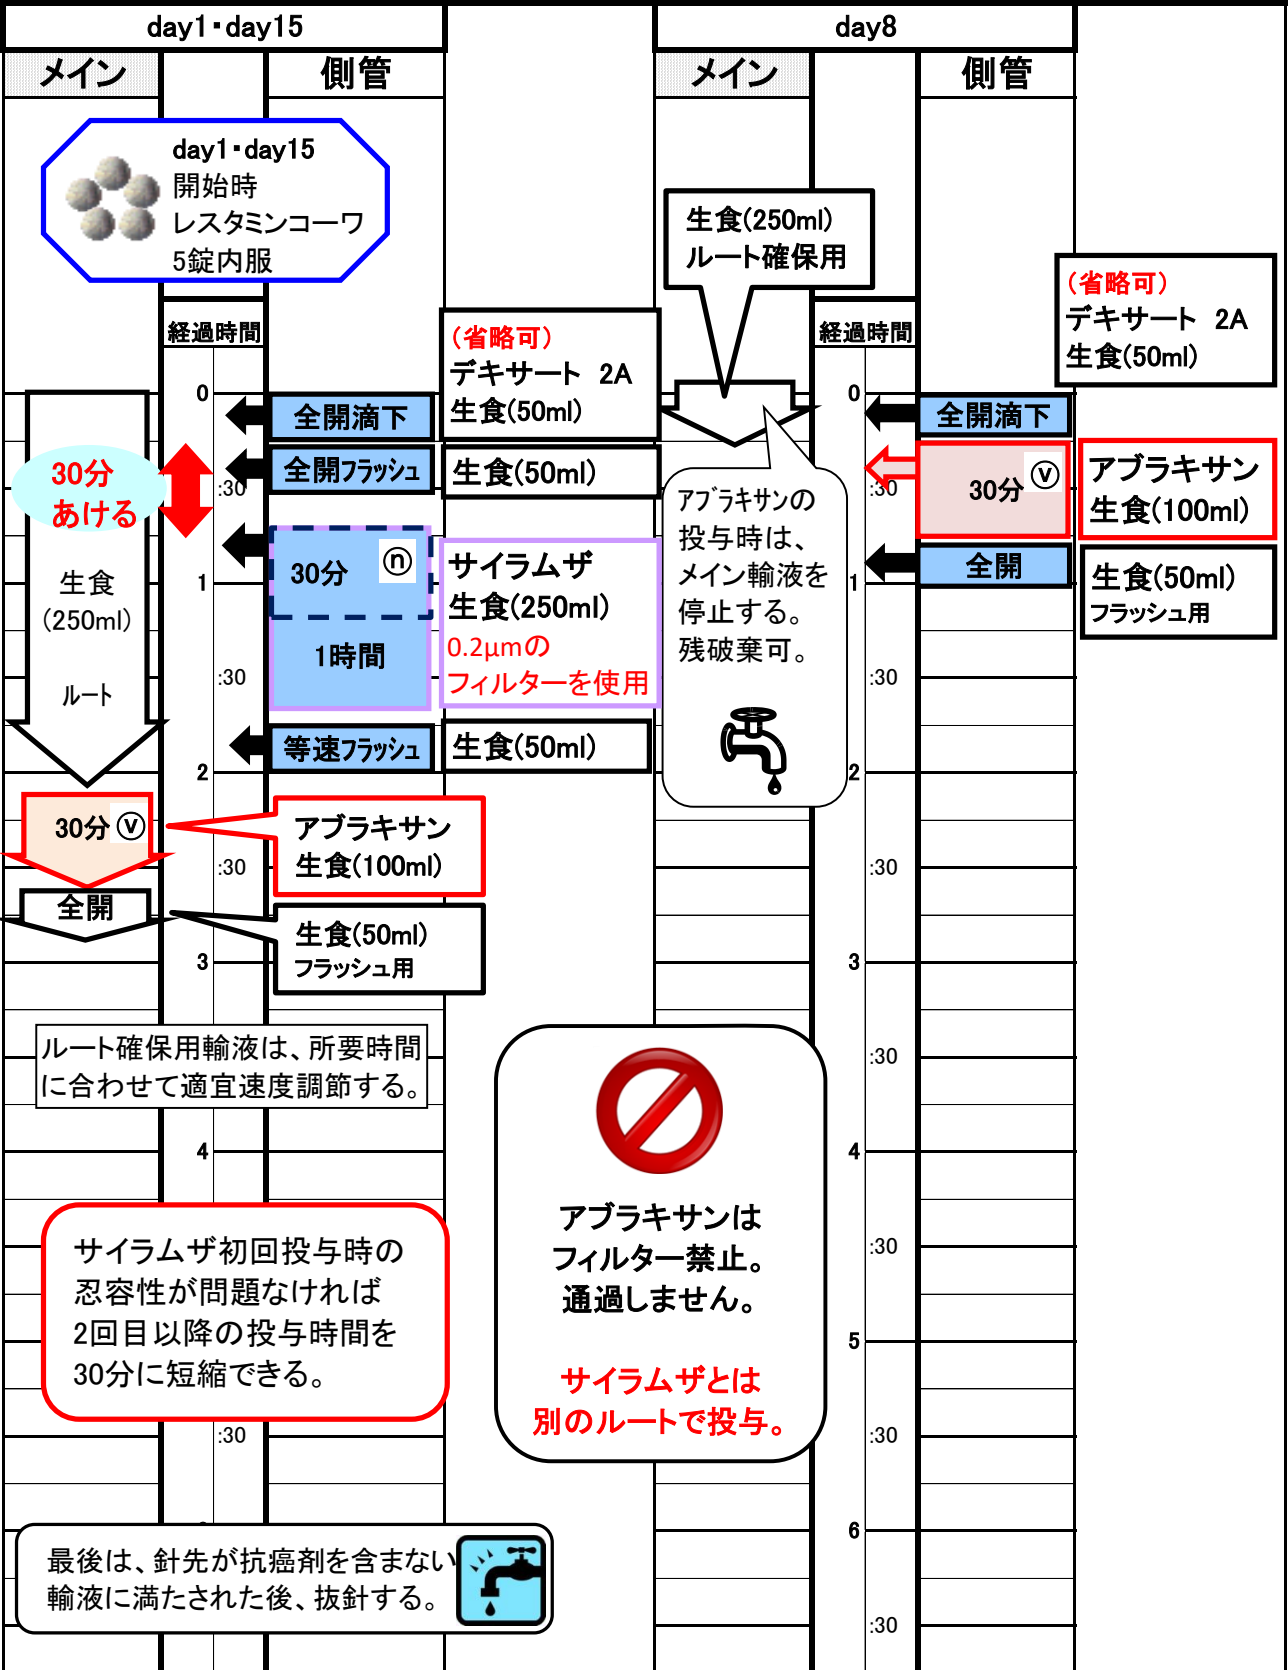 day1・day15
メイン
側管
day1・day15
開始時
レスタミンコーワ
5錠内服
経過時間
0
:30
1
:30
2
:30
3
4
:30
30分
あける
生食
(250ml)
ルート
全開滴下
（省略可）
デキサート 2A
生食(50ml)
全開フラッシュ
生食(50ml)
30分
ⓝ
1時間
サイラムザ
生食(250ml)
0.2μmの
フィルターを使用
等速フラッシュ
生食(50ml)
30分
ⓥ
アブラキサン
生食(100ml)
全開
生食(50ml)
フラッシュ用
ルート確保用輸液は、所要時間
に合わせて適宜速度調節する。
サイラムザ初回投与時の
忍容性が問題なければ
2回目以降の投与時間を
30分に短縮できる。
最後は、針先が抗癌剤を含まない
輸液に満たされた後、抜針する。
day8
メイン
側管
生食(250ml)
ルート確保用
経過時間
0
:30
1
:30
2
:30
3
:30
4
:30
5
:30
6
:30
（省略可）
デキサート 2A
生食(50ml)
全開滴下
30分
ⓥ
アブラキサン
生食(100ml)
全開
生食(50ml)
フラッシュ用
アブラキサンの
投与時は、
メイン輸液を
停止する。
残破棄可。
アブラキサンは
フィルター禁止。
通過しません。
サイラムザとは
別のルートで投与。